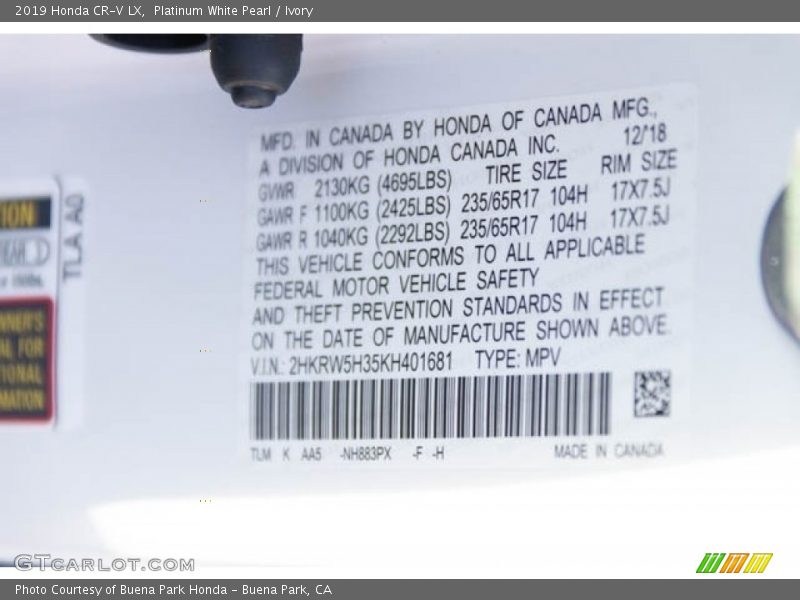 2019 Honda CR-V LX,  Platinum White Pearl / Ivory
MFD. IN CANADA BY HONDA OF CANADA MFG.,
A DIVISION OF HONDA CANADA INC. 12/18
GVWR 2130KG (4695LBS) TIRE SIZE RIM SIZE
GAWR F 1100KG (2425LBS) 235/65R17 104H 17X7.5J
GAWR R 1040KG (2292LBS) 235/65R17 104H 17X7.5J
THIS VEHICLE CONFORMS TO ALL APPLICABLE
FEDERAL MOTOR VEHICLE SAFETY
AND THEFT PREVENTION STANDARDS IN EFFECT
ON THE DATE OF MANUFACTURE SHOWN ABOVE.
V.I.N.: 2HKRW5H35KH401681 TYPE: MPV
TLM K AA5 -NH883PX -F -H
MADE IN CANADA
TLA A0
GTCARLOT.COM
Photo Courtesy of Buena Park Honda - Buena Park, CA